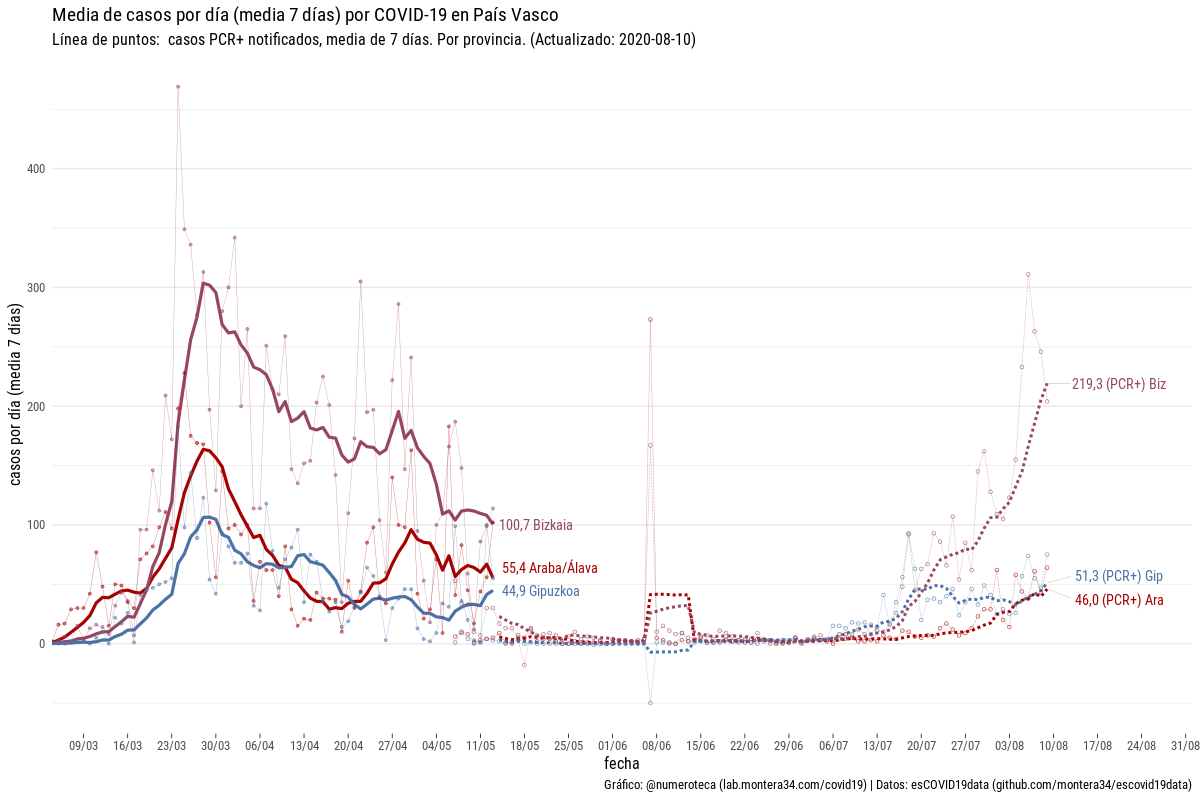 Media de casos por día (media 7 días) por COVID-19 en País Vasco
Línea de puntos: casos PCR+ notificados, media de 7 días. Por provincia. (Actualizado: 2020-08-10)
casos por día (media 7 días)
400
300
200
100
0
219,3 (PCR+) Biz
100,7 Bizkaia
55,4 Araba/Álava
44,9 Gipuzkoa
51,3 (PCR+) Gip
46,0 (PCR+) Ara
09/03 16/03 23/03 30/03 06/04 13/04 20/04 27/04 04/05 11/05 18/05 25/05 01/06 08/06 15/06 22/06 29/06 06/07 13/07 20/07 27/07 03/08 10/08 17/08 24/08 31/08
fecha
Gráfico: @numeroteca (lab.montera34.com/covid19) | Datos: esCOVID19data (github.com/montera34/escovid19data)